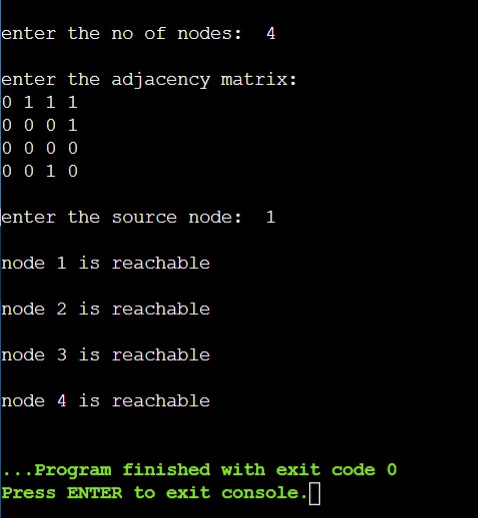 enter the no of nodes:  4
enter the adjacency matrix:
0 1 1 1
0 0 0 1
0 0 0 0
0 0 1 0
enter the source node:  1
node 1 is reachable
node 2 is reachable
node 3 is reachable
node 4 is reachable
...Program finished with exit code 0
Press ENTER to exit console.